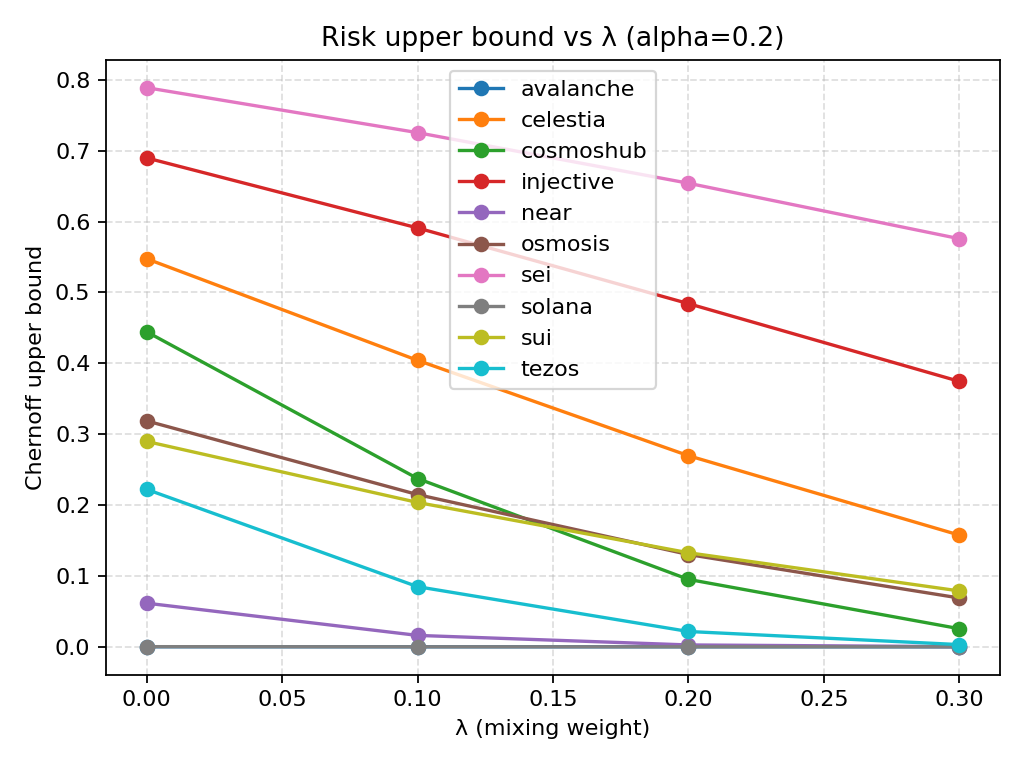 Risk upper bound vs λ (alpha=0.2)
Chernoff upper bound
0.8
0.7
0.6
0.5
0.4
0.3
0.2
0.1
0.0
avalanche
celestia
cosmoshub
injective
near
osmosis
sei
solana
sui
tezos
0.00 0.05 0.10 0.15 0.20 0.25 0.30
λ (mixing weight)